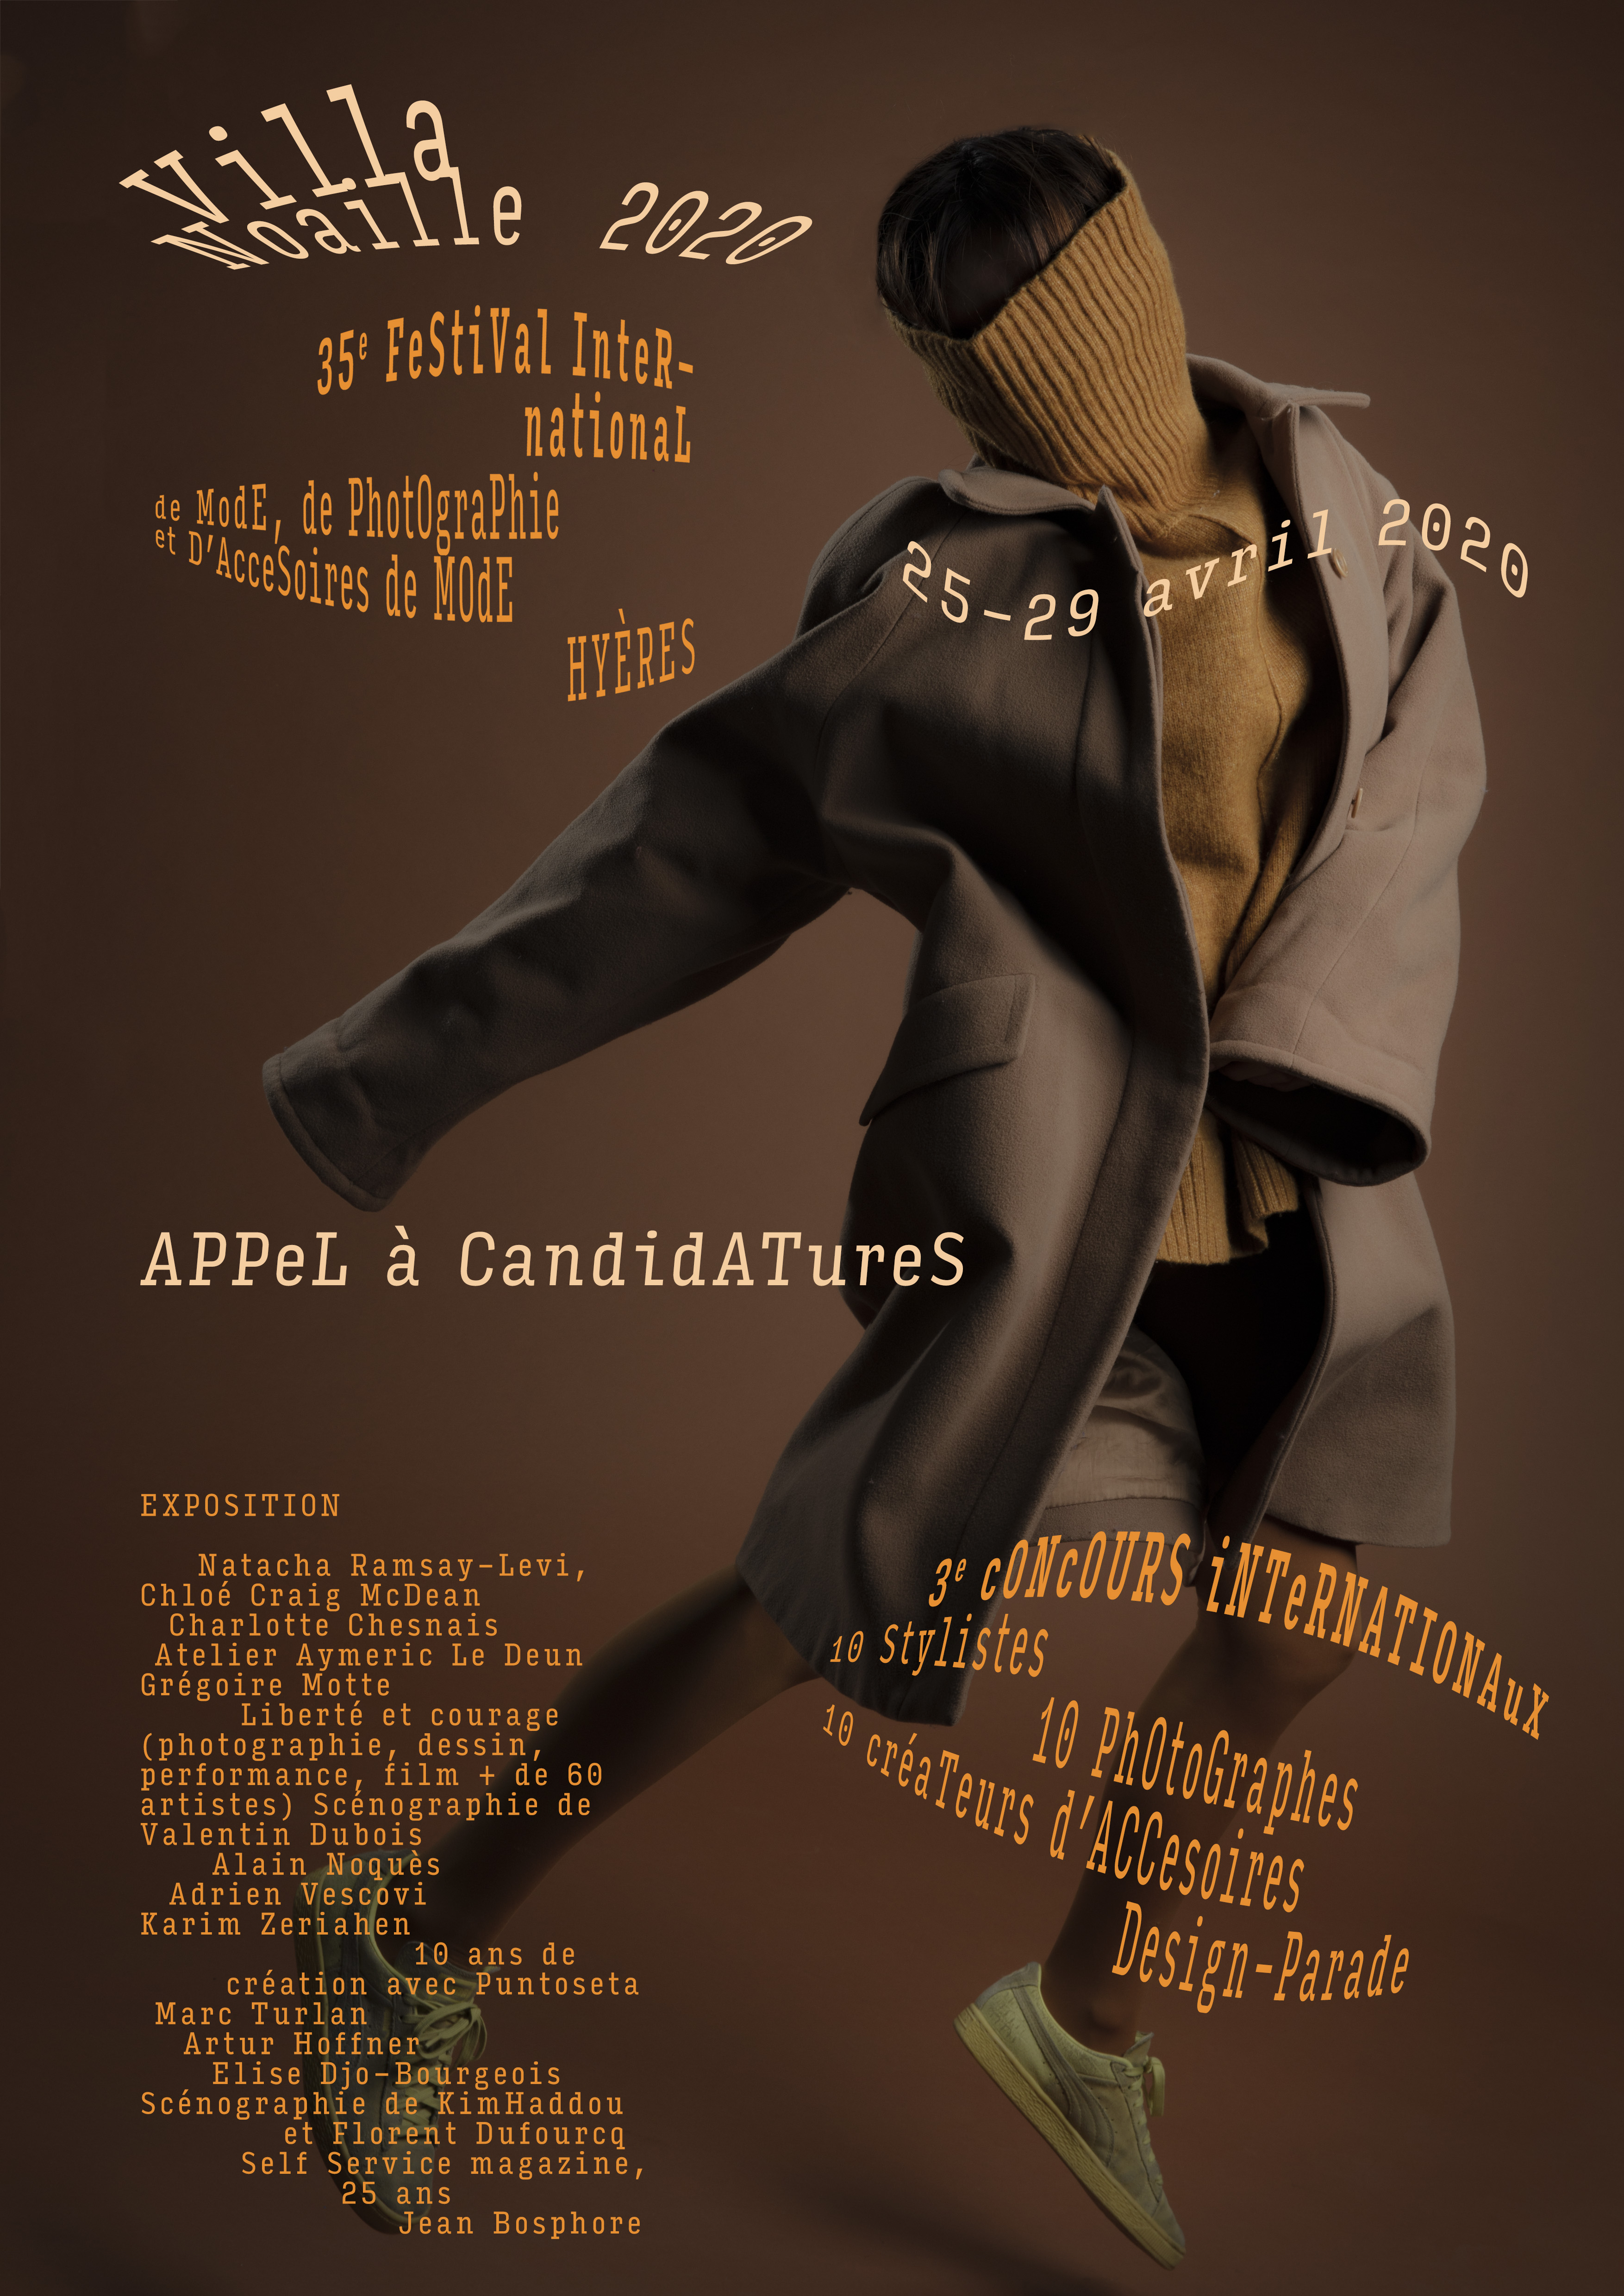 Villa
Noaille 2020
35e FeStiVal InteR-
nationaL
de ModE, de PhotOgraPhie
et D’AcceSoires de MOdE
HYÈRES
25-29 avril 2020
APPeL à CandidATureS
EXPOSITION
Natacha Ramsay-Levi,
Chloé Craig McDean
Charlotte Chesnais
Atelier Aymeric Le Deun
Grégoire Motte
Liberté et courage
(photographie, dessin,
performance, film + de 60
artistes) Scénographie de
Valentin Dubois
Alain Noquès
Adrien Vescovi
Karim Zeriahen
10 ans de
création avec Puntoseta
Marc Turlan
Artur Hoffner
Elise Djo-Bourgeois
Scénographie de KimHaddou
et Florent Dufourcq
Self Service magazine,
25 ans
Jean Bosphore
3e cONcOURS iNTeRNATIONAuX
10 Stylistes
10 PhOtoGraphes
10 créaTeurs d’ACCesoires
Design-Parade